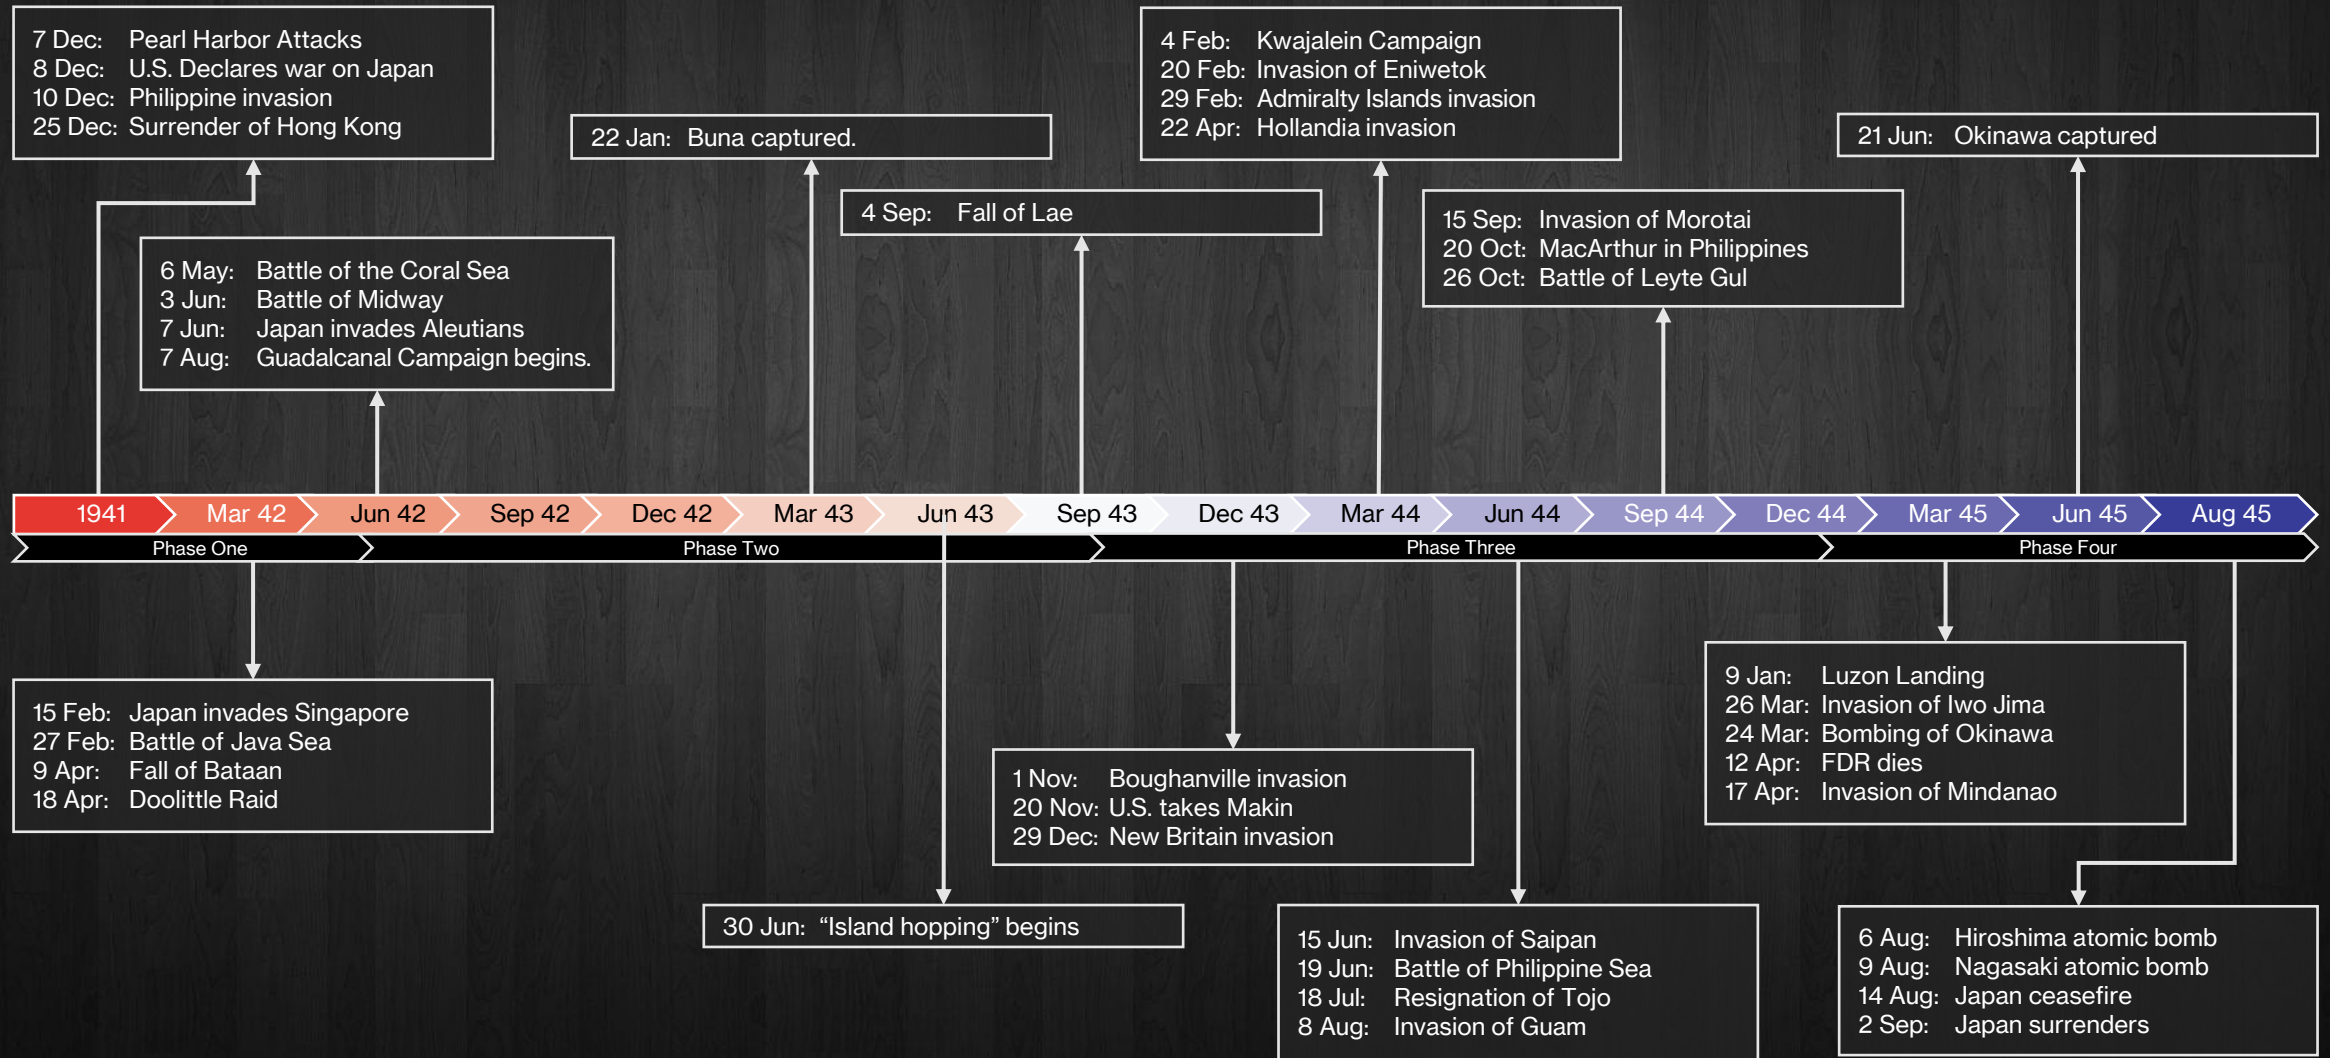 7 Dec: Pearl Harbor Attacks
8 Dec: U.S. Declares war on Japan
10 Dec: Philippine invasion
25 Dec: Surrender of Hong Kong
6 May: Battle of the Coral Sea
3 Jun: Battle of Midway
7 Jun: Japan invades Aleutians
7 Aug: Guadalcanal Campaign begins.
22 Jan: Buna captured.
4 Sep: Fall of Lae
4 Feb: Kwajalein Campaign
20 Feb: Invasion of Eniwetok
29 Feb: Admiralty Islands invasion
22 Apr: Hollandia invasion
15 Sep: Invasion of Morotai
20 Oct: MacArthur in Philippines
26 Oct: Battle of Leyte Gul
21 Jun: Okinawa captured
1941 Mar 42 Jun 42 Sep 42 Dec 42 Mar 43 Jun 43 Sep 43 Dec 43 Mar 44 Jun 44 Sep 44 Dec 44 Mar 45 Jun 45 Aug 45
Phase One Phase Two Phase Three Phase Four
15 Feb: Japan invades Singapore
27 Feb: Battle of Java Sea
9 Apr: Fall of Bataan
18 Apr: Doolittle Raid
30 Jun: “Island hopping” begins
1 Nov: Boughanville invasion
20 Nov: U.S. takes Makin
29 Dec: New Britain invasion
15 Jun: Invasion of Saipan
19 Jun: Battle of Philippine Sea
18 Jul: Resignation of Tojo
8 Aug: Invasion of Guam
9 Jan: Luzon Landing
26 Mar: Invasion of Iwo Jima
24 Mar: Bombing of Okinawa
12 Apr: FDR dies
17 Apr: Invasion of Mindanao
6 Aug: Hiroshima atomic bomb
9 Aug: Nagasaki atomic bomb
14 Aug: Japan ceasefire
2 Sep: Japan surrenders